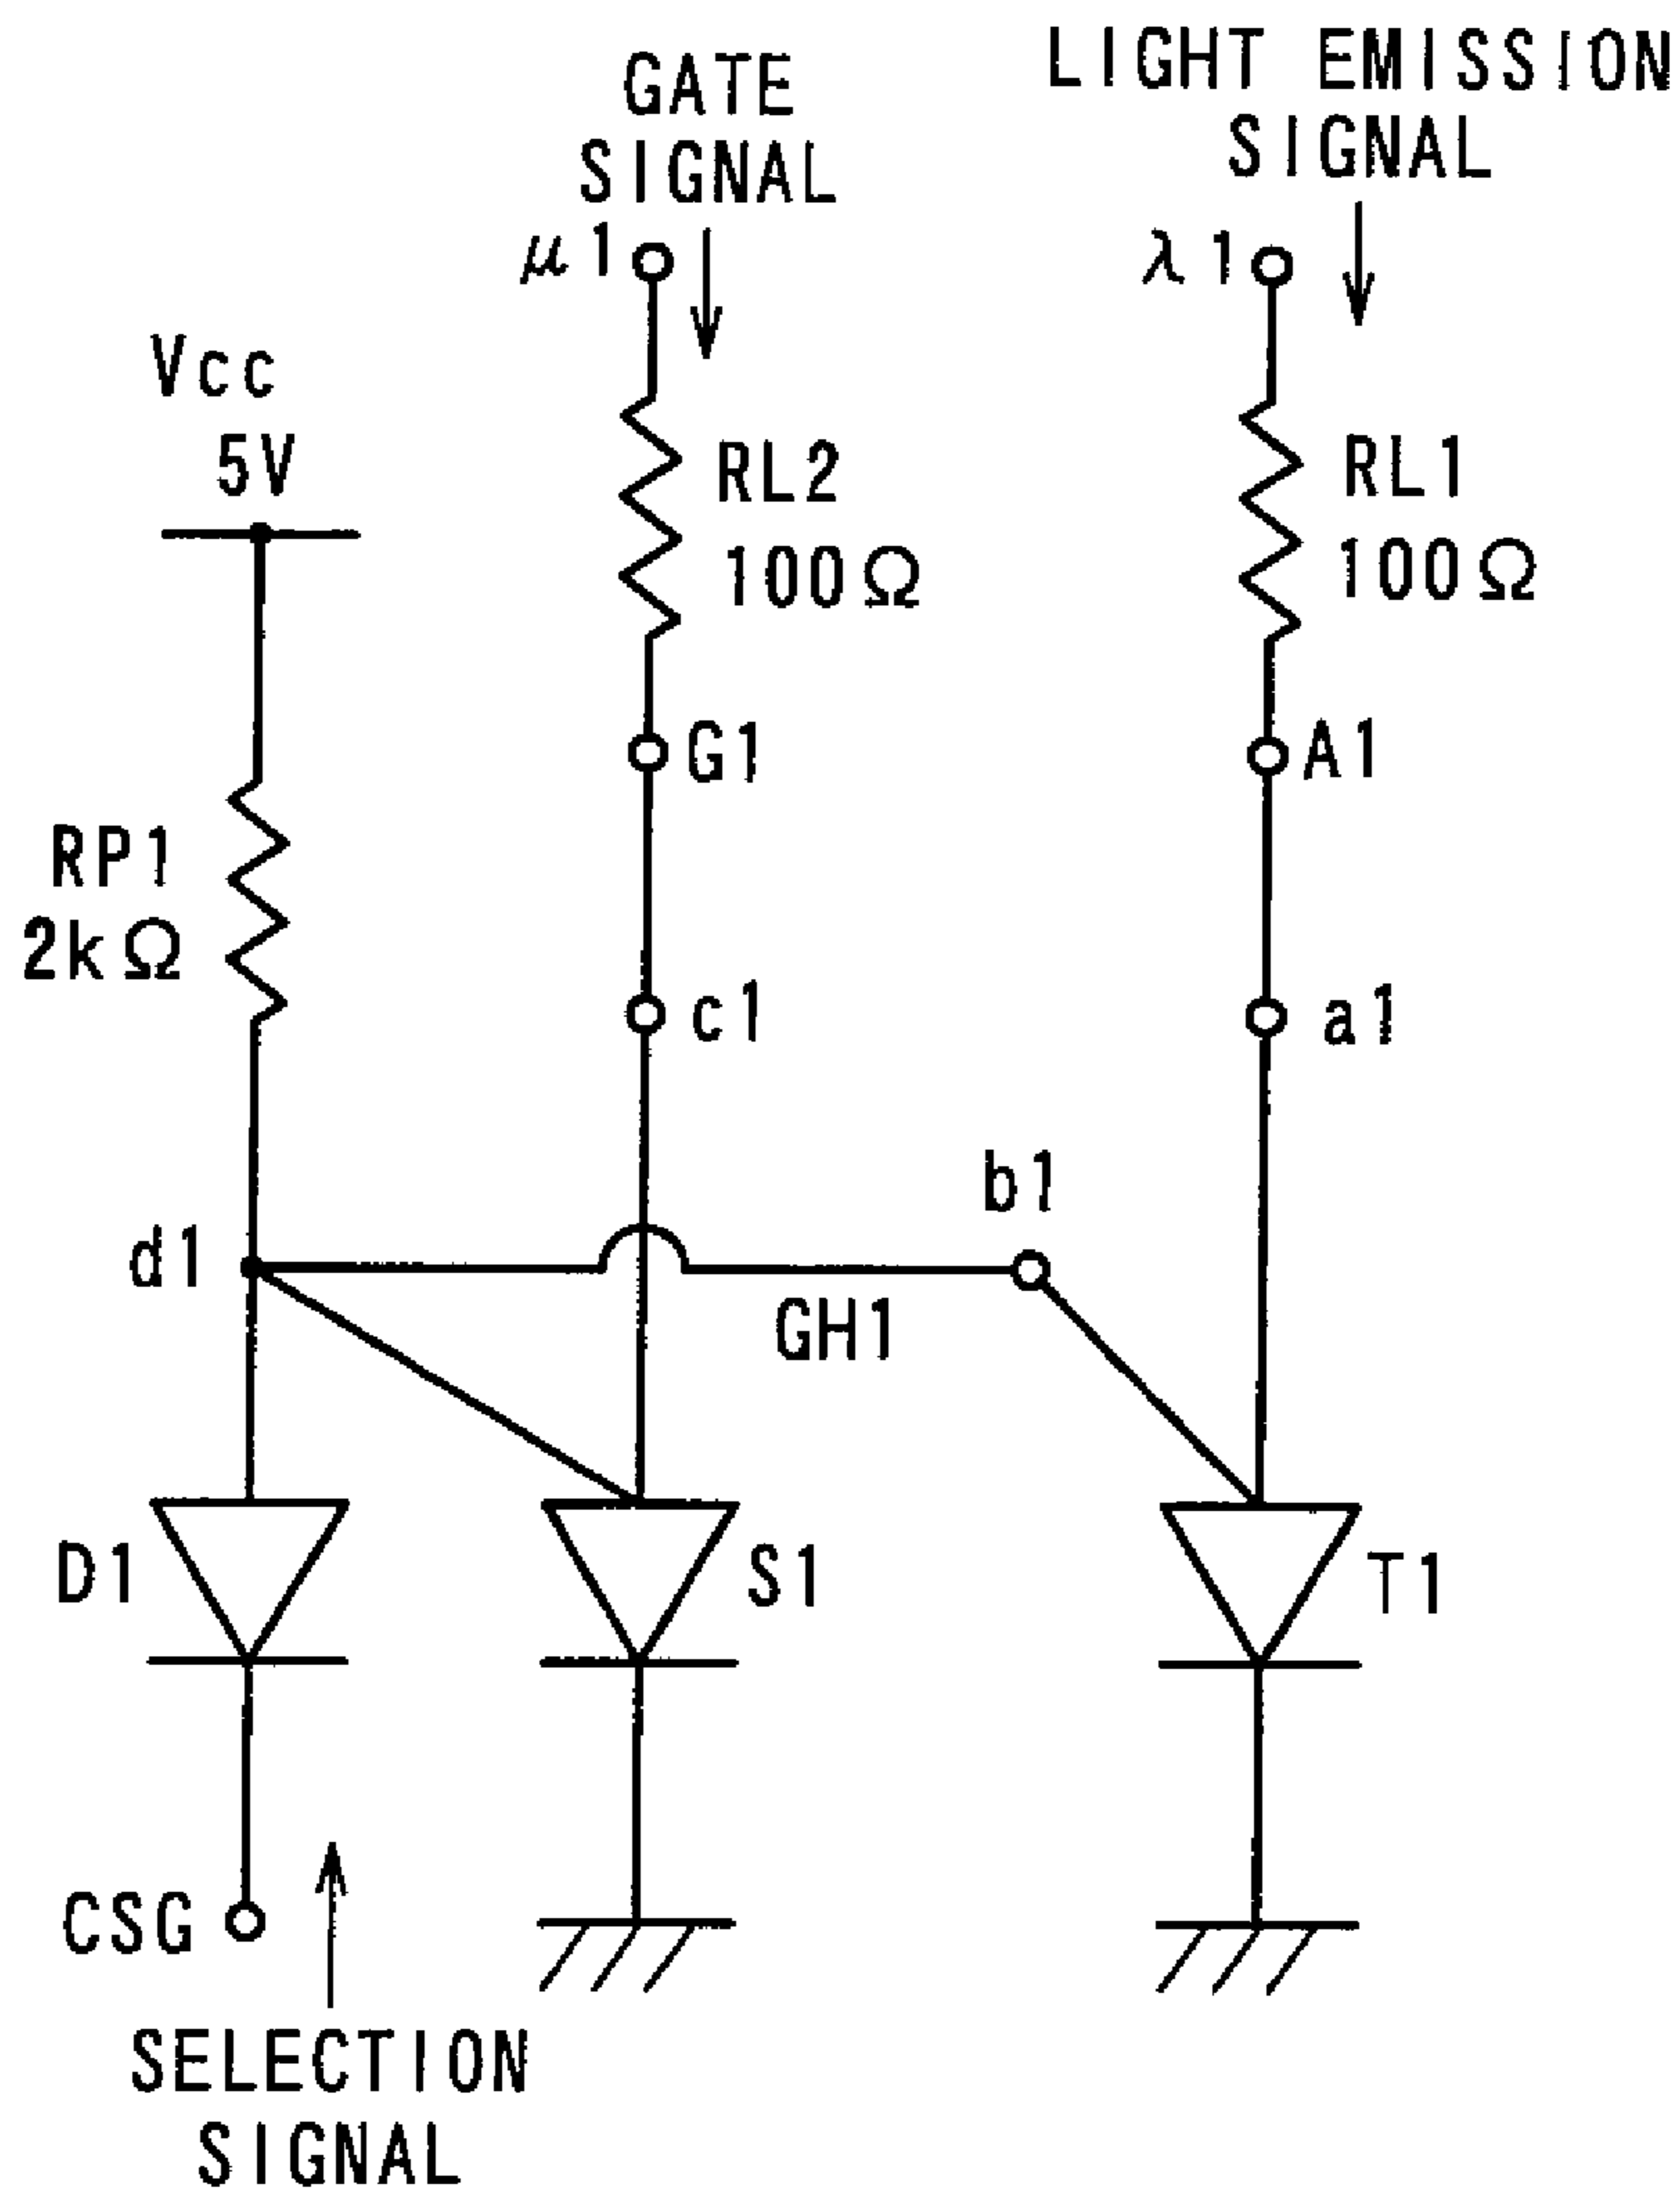 GATE
SIGNAL
LIGHT EMISSION
SIGNAL
μ1
λ1
Vcc
5V
RL2
100Ω
RL1
100Ω
G1
A1
RP1
2kΩ
c1
a1
b1
d1
GH1
D1
S1
T1
CSG
SELECTION
SIGNAL